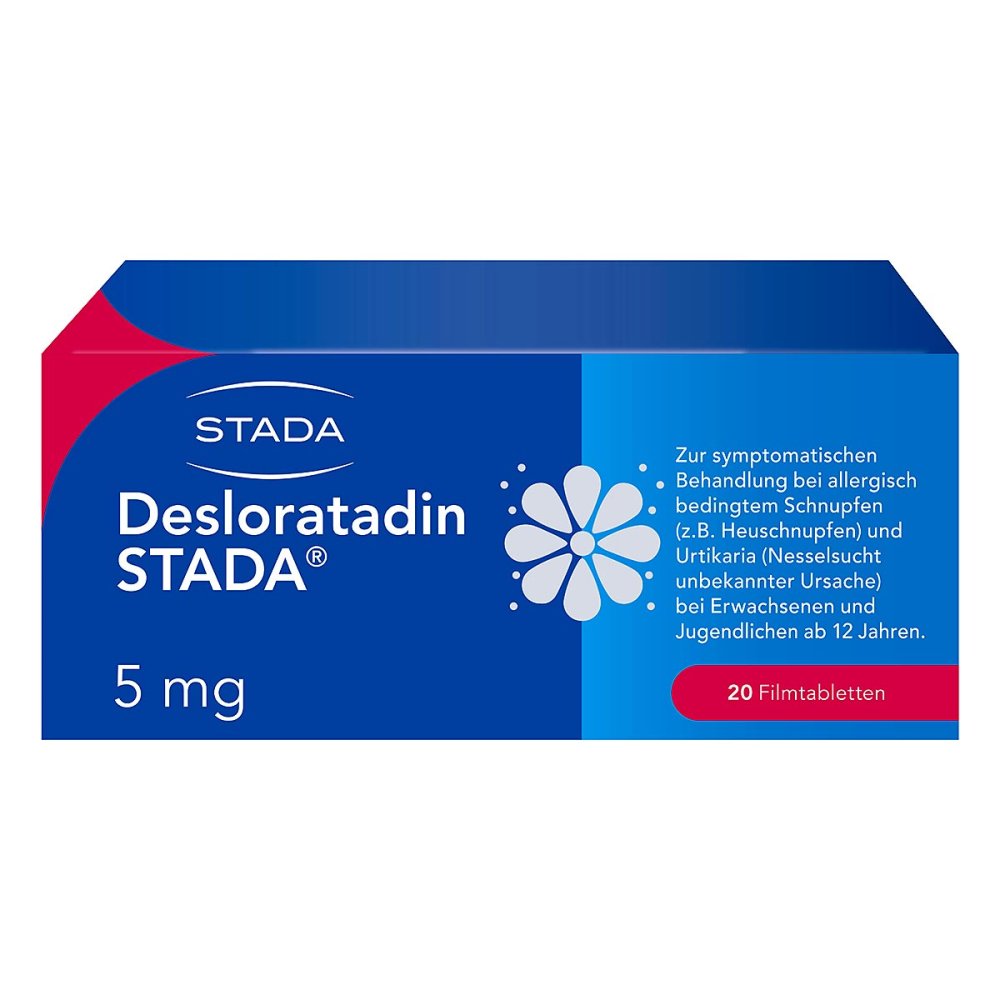 STADA
Desloratadin
STADA®
5 mg
Zur symptomatischen
Behandlung bei allergisch
bedingtem Schnupfen
(z.B. Heuschnupfen) und
Urtikaria (Nesselsucht
unbekannter Ursache)
bei Erwachsenen und
Jugendlichen ab 12 Jahren.
20 Filmtabletten